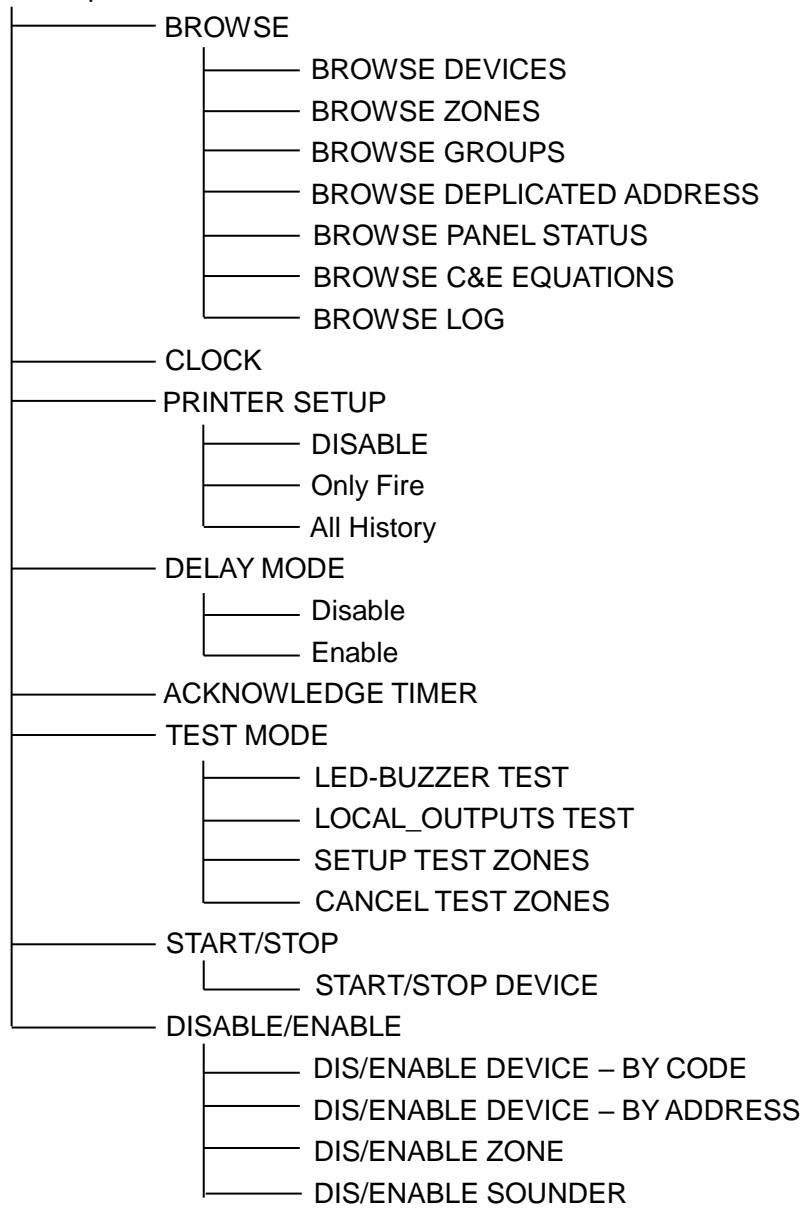 BROWSE
BROWSE DEVICES
BROWSE ZONES
BROWSE GROUPS
BROWSE DEPLICATED ADDRESS
BROWSE PANEL STATUS
BROWSE C&E EQUATIONS
BROWSE LOG
CLOCK
PRINTER SETUP
DISABLE
Only Fire
All History
DELAY MODE
Disable
Enable
ACKNOWLEDGE TIMER
TEST MODE
LED-BUZZER TEST
LOCAL_OUTPUTS TEST
SETUP TEST ZONES
CANCEL TEST ZONES
START/STOP
START/STOP DEVICE
DISABLE/ENABLE
DIS/ENABLE DEVICE – BY CODE
DIS/ENABLE DEVICE – BY ADDRESS
DIS/ENABLE ZONE
DIS/ENABLE SOUNDER